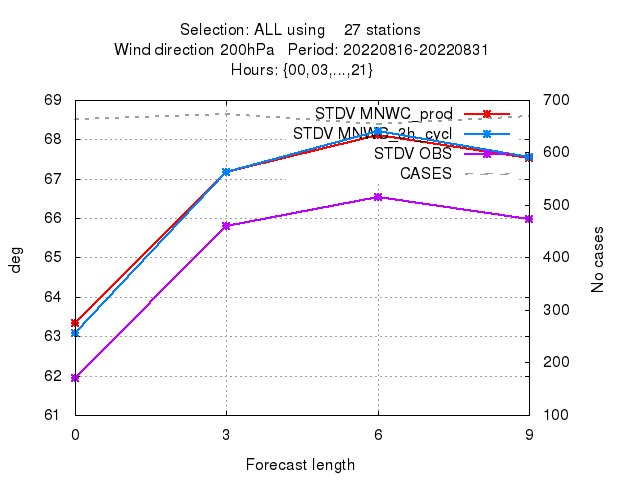 Selection: ALL using 27 stations
Wind direction 200hPa Period: 20220816-20220831
Hours: {00,03,...,21}
69 700
STDV MNWC_prod
68 STDV MNWC_3h_cycl 600
STDV OBS
67 CASES
66 500
65 400
64 300
63
62 200
61 100
deg
No cases
0 3 6 9
Forecast length